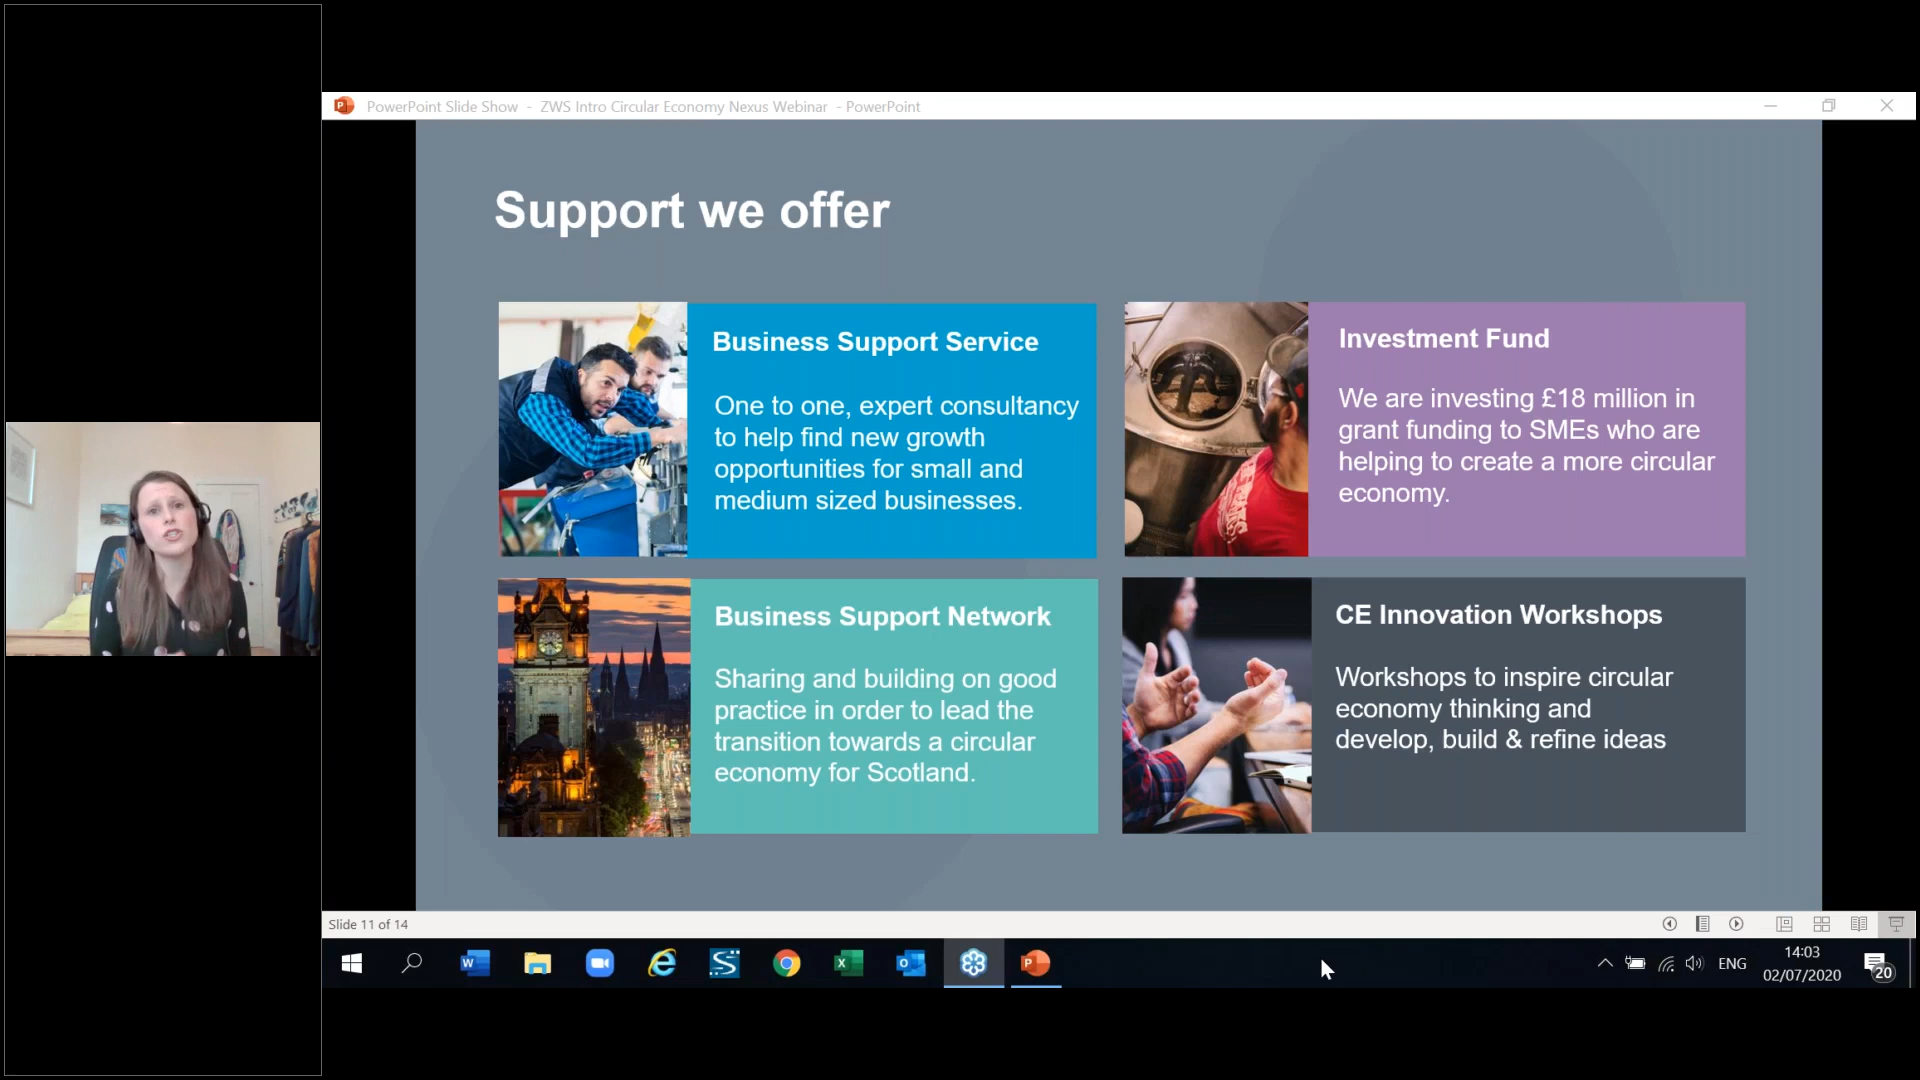 PowerPoint Slide Show - ZWS Intro Circular Economy Nexus Webinar - PowerPoint
Support we offer
Business Support Service
One to one, expert consultancy
to help find new growth
opportunities for small and
medium sized businesses.
Investment Fund
We are investing £18 million in
grant funding to SMEs who are
helping to create a more circular
economy.
Business Support Network
Sharing and building on good
practice in order to lead the
transition towards a circular
economy for Scotland.
CE Innovation Workshops
Workshops to inspire circular
economy thinking and
develop, build & refine ideas
Slide 11 of 14
ENG
14:03
02/07/2020
20